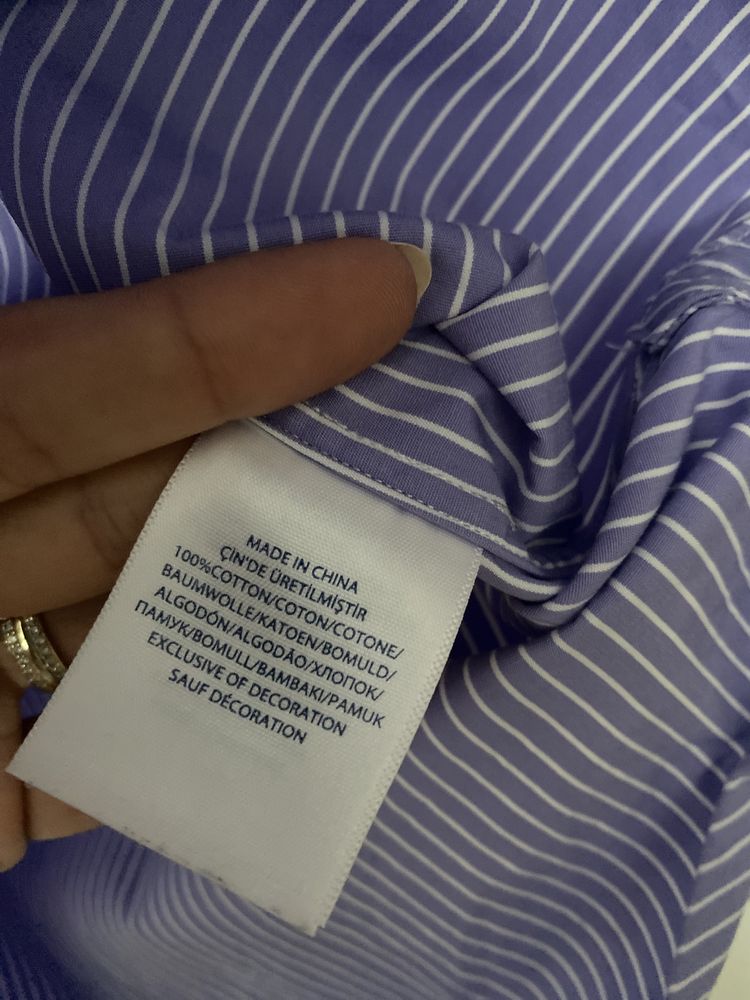 MADE IN CHINA
ÇİN'DE ÜRETİLMİŞTİR
100%COTTON/COTON/COTONE/
BAUMWOLLE/KATOEN/BOMULD/
ALGODÓN/ALGODÃO/ХЛОПОК/
ПАМУК/BOMULL/BAMBAKI/PAMUK
EXCLUSIVE OF DECORATION
SAUF DÉCORATION